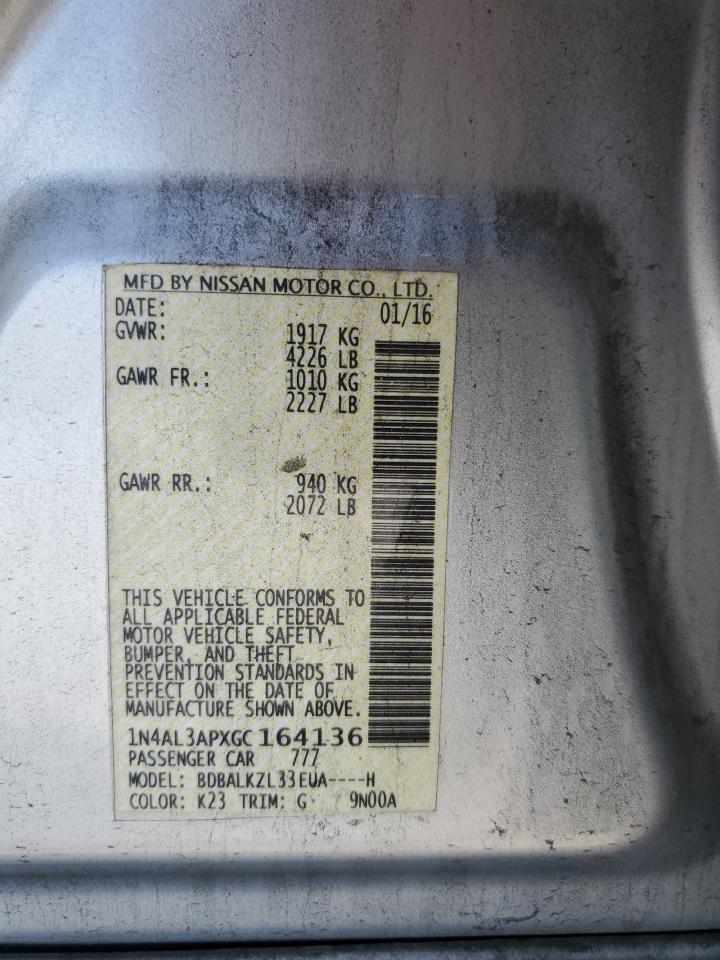 MFD BY NISSAN MOTOR CO., LTD.
DATE: 01/16
GVWR: 1917 KG
4226 LB
GAWR FR.: 1010 KG
2227 LB
GAWR RR.: 940 KG
2072 LB
THIS VEHICLE CONFORMS TO
ALL APPLICABLE FEDERAL
MOTOR VEHICLE SAFETY,
BUMPER, AND THEFT
PREVENTION STANDARDS IN
EFFECT ON THE DATE OF
MANUFACTURE SHOWN ABOVE.
1N4AL3APXGC164136
PASSENGER CAR 777
MODEL: BDBALKZL33EUA----H
COLOR: K23 TRIM: G 9N00A